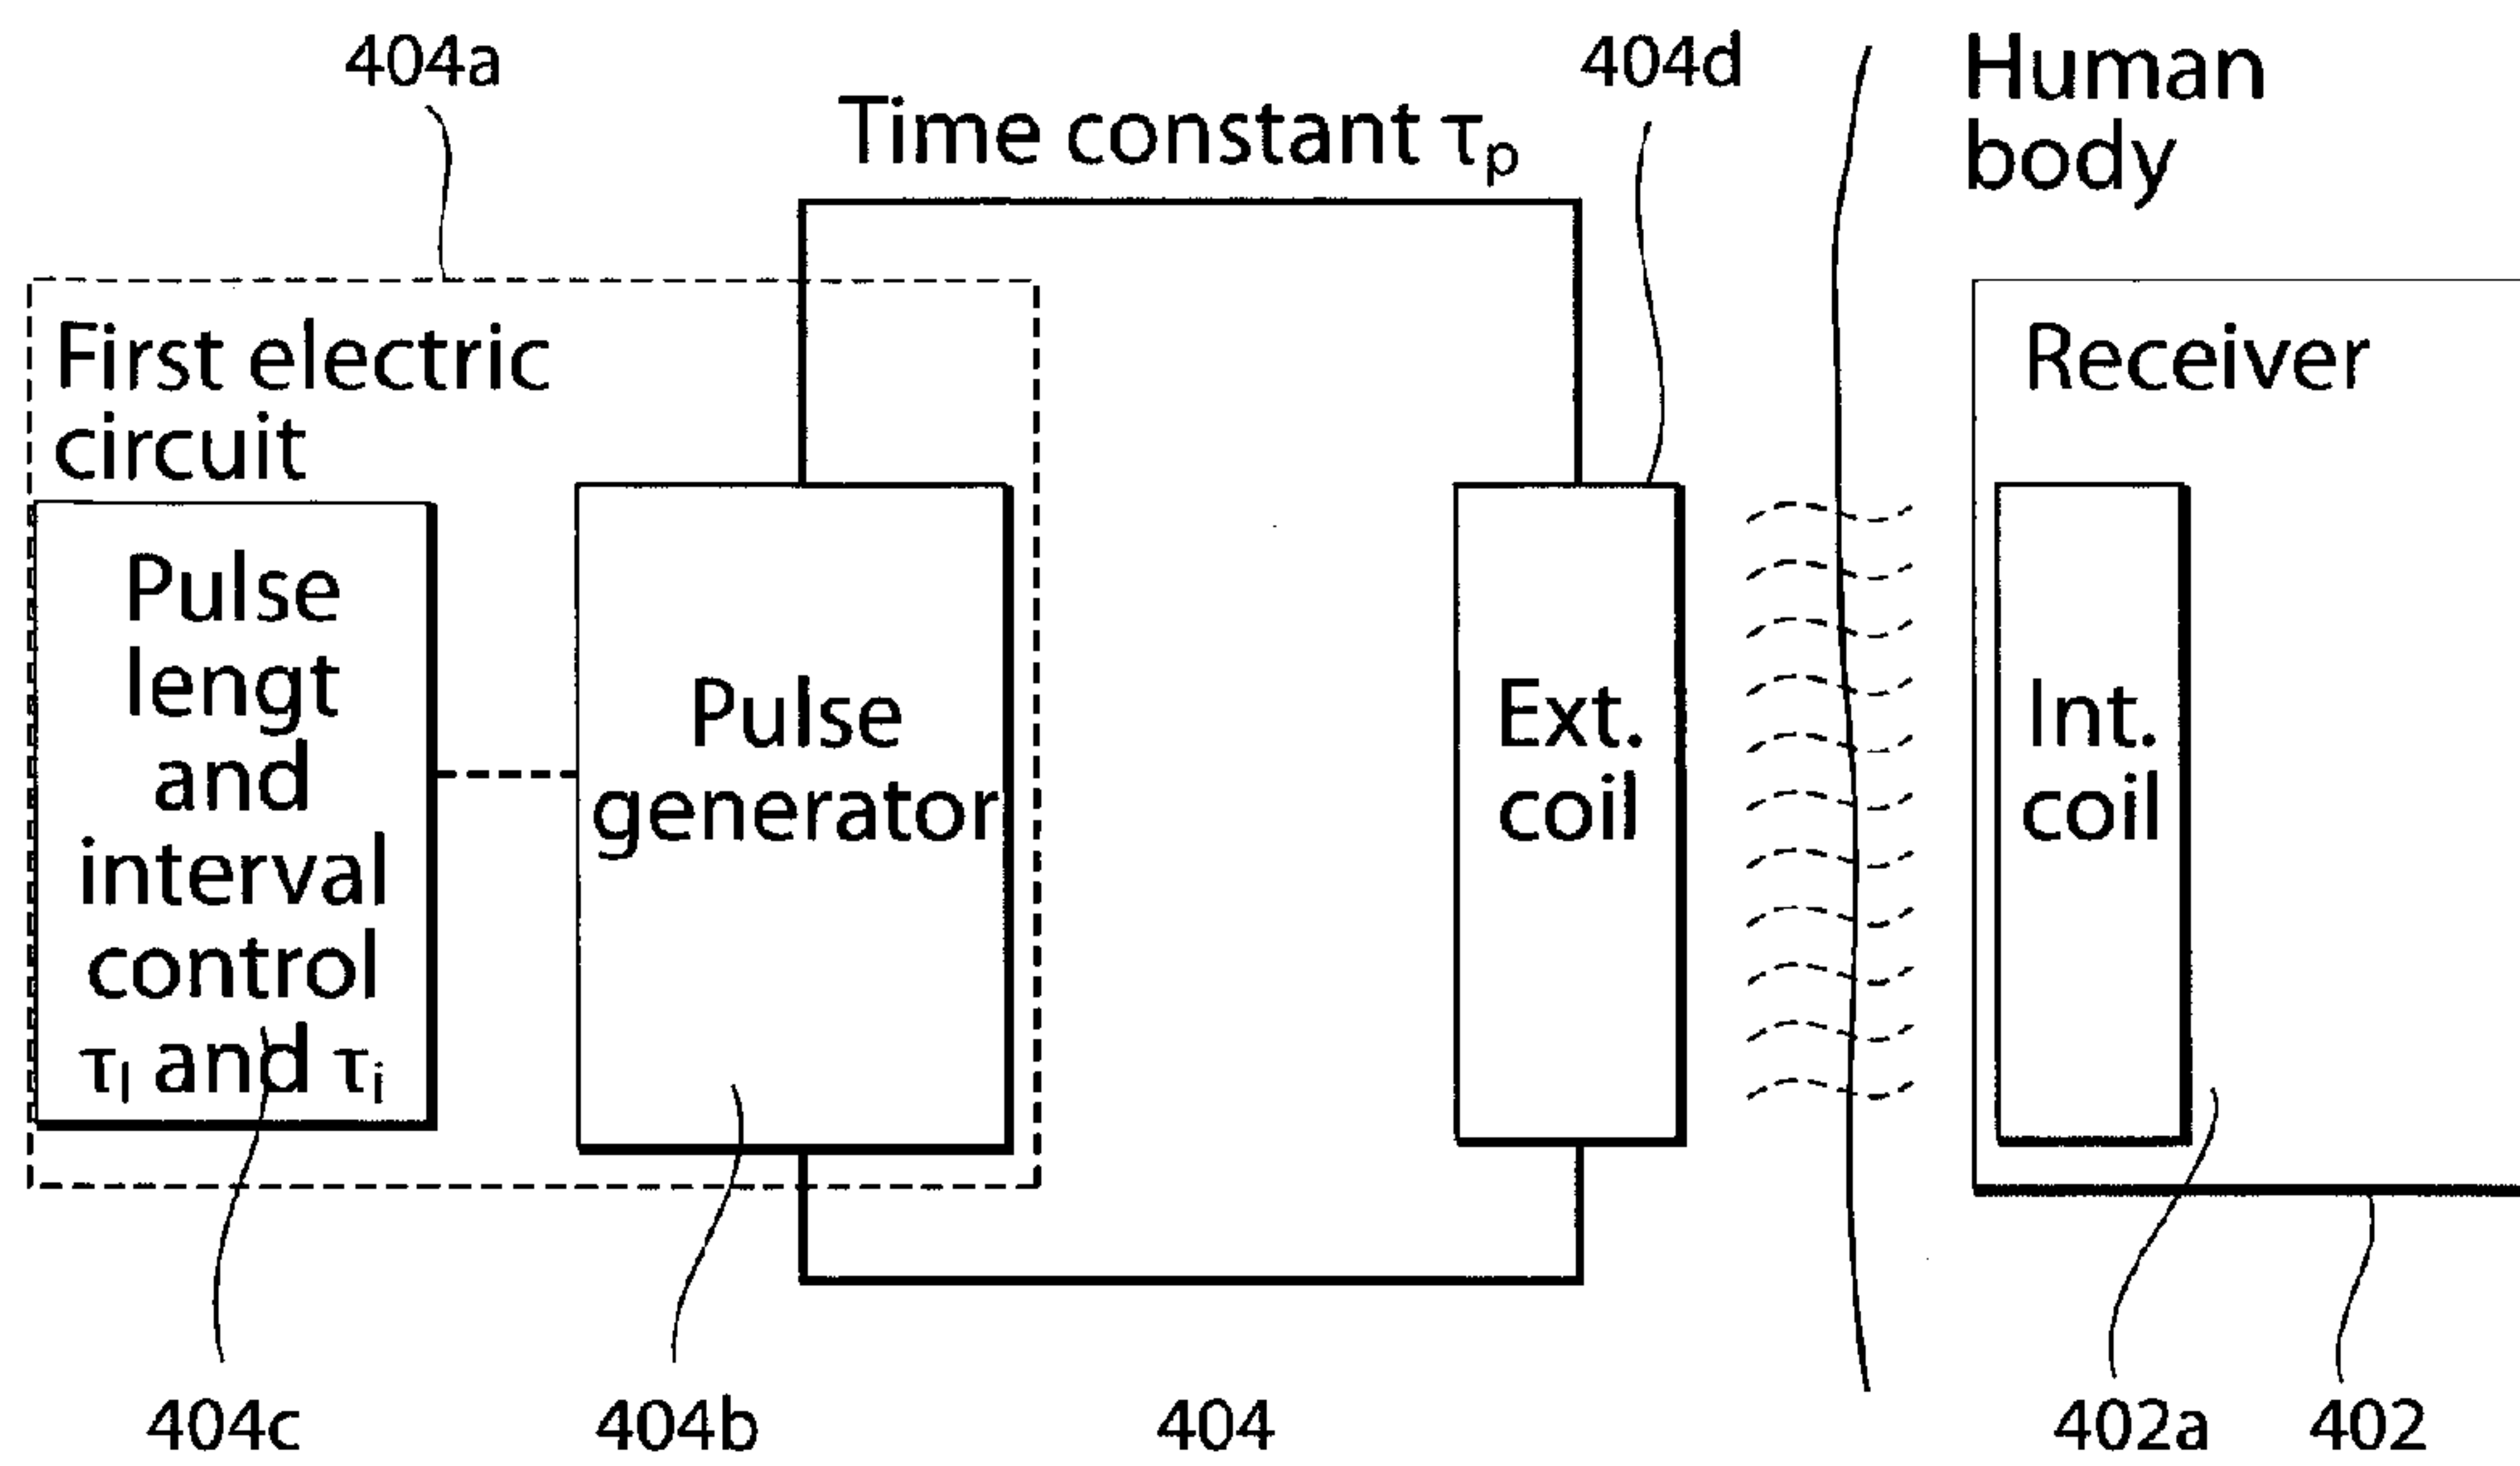 404a
404d
Human
body
Time constant τp
First electric
circuit
Receiver
Pulse
lengt
and
interval
control
τl and τi
Pulse
generator
Ext.
coil
Int.
coil
404c
404b
404
402a
402